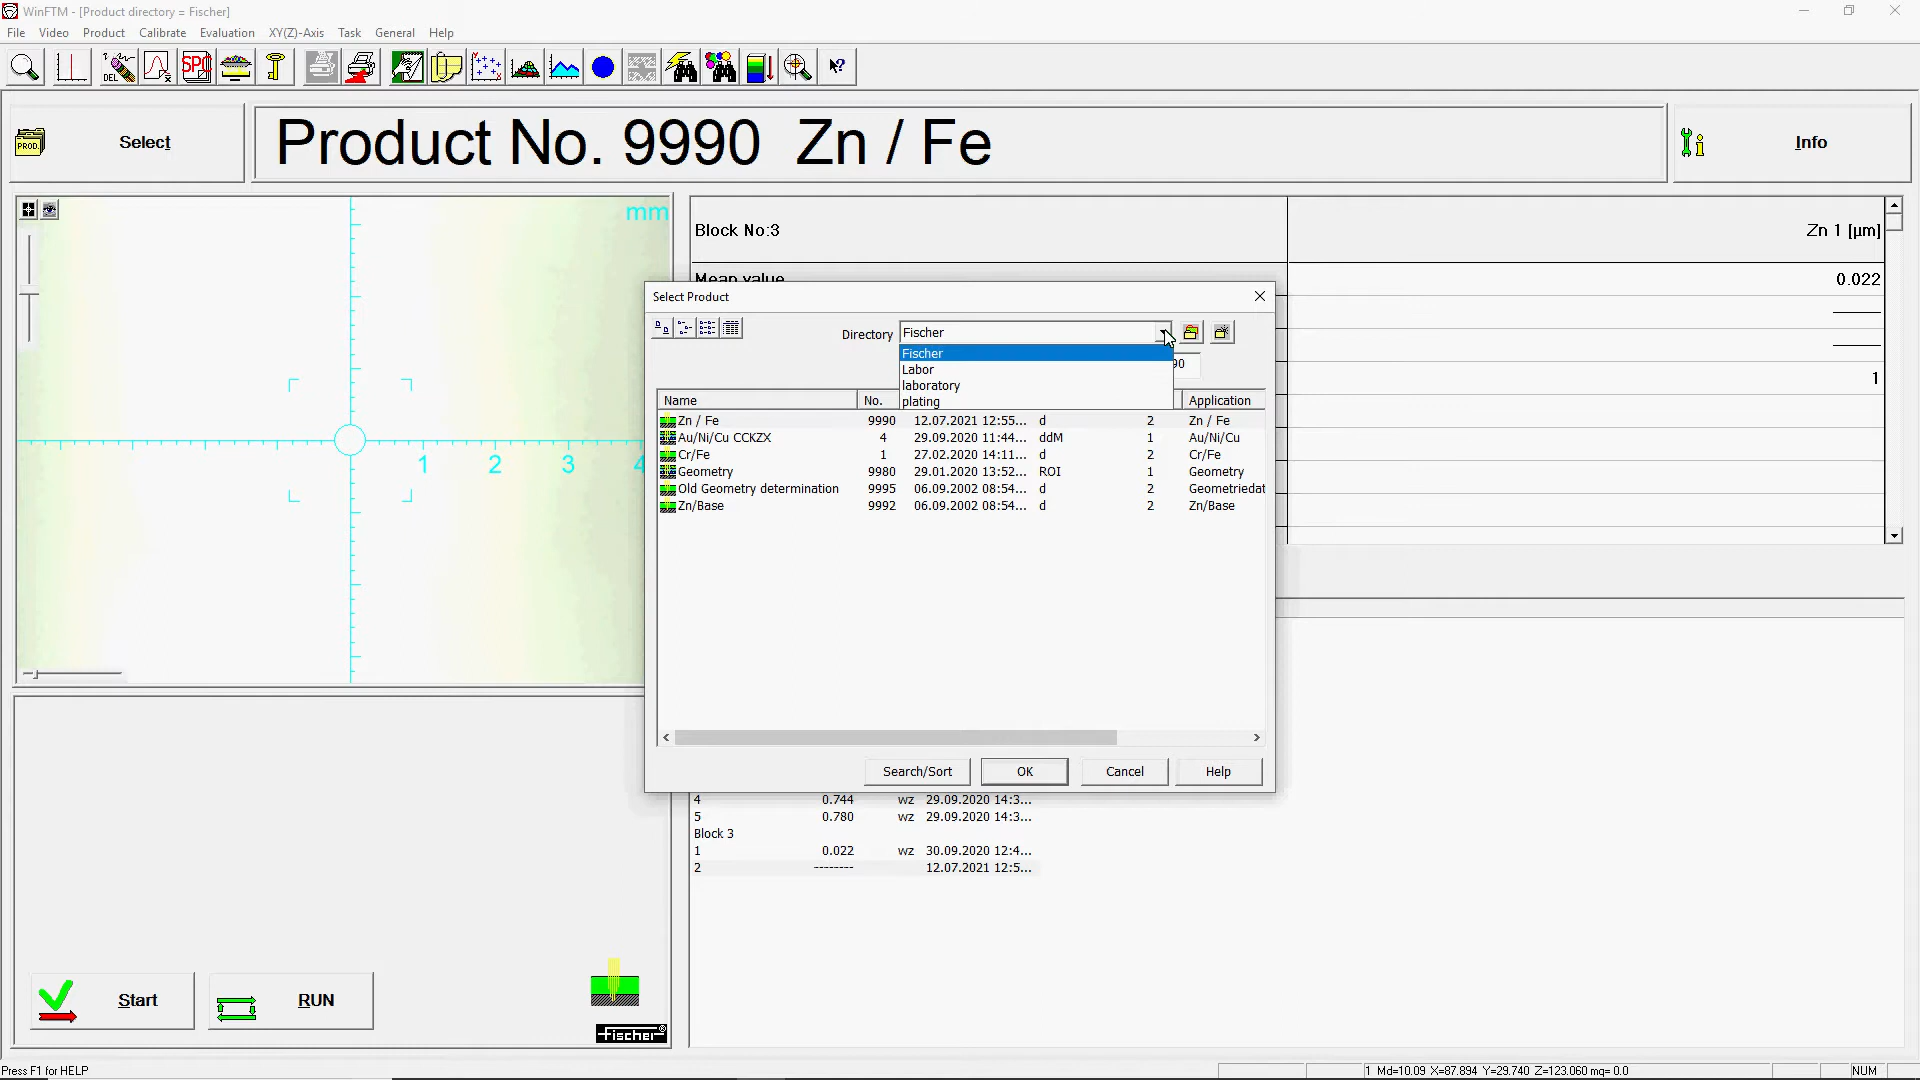 WinFTM - [Product directory = Fischer]
File Video Product Calibrate Evaluation XY(Z)-Axis Task General Help
DEL SPC
PROD. Select Product No. 9990 Zn / Fe Info
mm
1 2 3 4
Block No:3 Zn 1 [µm]
Mean value 0.022
1
Select Product
Directory Fischer
Fischer
Labor
laboratory
plating
90
Name No. Application
Zn / Fe 9990 12.07.2021 12:55... d 2 Zn / Fe
Au/Ni/Cu CCKZX 4 29.09.2020 11:44... ddM 1 Au/Ni/Cu
Cr/Fe 1 27.02.2020 14:11... d 2 Cr/Fe
Geometry 9980 29.01.2020 13:52... ROI 1 Geometry
Old Geometry determination 9995 06.09.2002 08:54... d 2 Geometriedat
Zn/Base 9992 06.09.2002 08:54... d 2 Zn/Base
Search/Sort OK Cancel Help
4 0.744 wz 29.09.2020 14:3...
5 0.780 wz 29.09.2020 14:3...
Block 3
1 0.022 wz 30.09.2020 12:4...
2 -------- 12.07.2021 12:5...
Start RUN
fischer®
Press F1 for HELP 1 Md=10.09 X=87.894 Y=29.740 Z=123.060 mq= 0.0 NUM